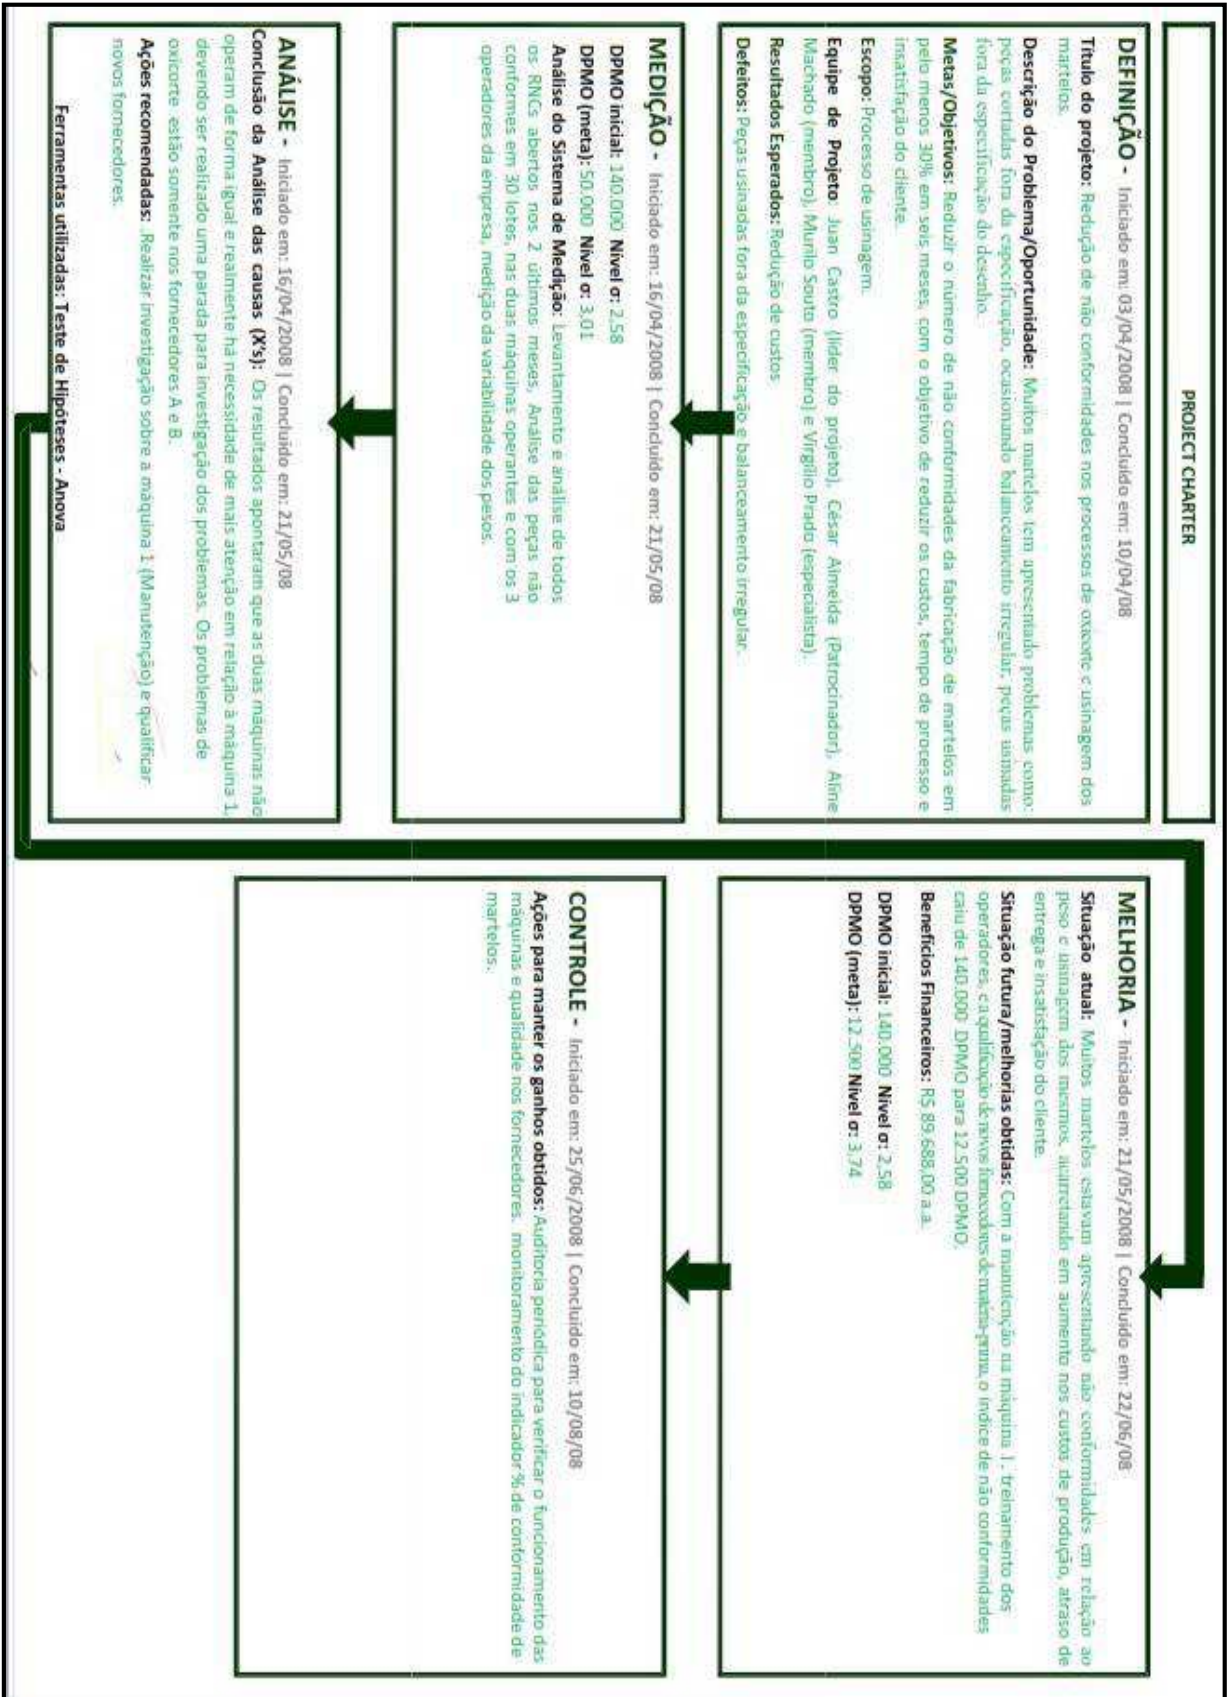 PROJECT CHARTER
DEFINIÇÃO - Iniciado em: 03/04/2008 | Concluído em: 10/04/08
Título do projeto: Redução de não conformidades nos processos de oxicorte e usinagem dos
martelos.
Descrição do Problema/Oportunidade: Muitos martelos tem apresentado problemas como:
peças cortadas fora da especificação, ocasionando balanceamento irregular, peças usinadas
fora da especificação do desenho.
Metas/Objetivos: Reduzir o número de não conformidades da fabricação de martelos em
pelo menos 30% em seis meses, com o objetivo de reduzir os custos, tempo de processo e
insatisfação do cliente.
Escopo: Processo de usinagem.
Equipe de Projeto: Juan Castro (líder do projeto), César Almeida (Patrocinador), Aline
Machado (membro), Murilo Souto (membro) e Virgílio Prado (especialista).
Resultados Esperados: Redução de custos
Defeitos: Peças usinadas fora da especificação e balanceamento irregular.
MEDIÇÃO - Iniciado em: 16/04/2008 | Concluído em: 21/05/08
DPMO inicial: 140.000 Nível σ: 2,58
DPMO (meta): 50.000 Nível σ: 3,01
Análise do Sistema de Medição: Levantamento e análise de todos
os RNCs abertos nos 2 últimos meses, Análise das peças não
conformes em 30 lotes, nas duas máquinas operantes e com os 3
operadores da empresa, medição da variabilidade dos pesos.
ANÁLISE - Iniciado em: 16/04/2008 | Concluído em: 21/05/08
Conclusão da Análise das causas (X's): Os resultados apontaram que as duas máquinas não
operam de forma igual e realmente há necessidade de mais atenção em relação à máquina 1,
devendo ser realizado uma parada para investigação dos problemas. Os problemas de
oxicorte estão somente nos fornecedores A e B.
Ações recomendadas: .Realizar investigação sobre a máquina 1 (Manutenção) e qualificar
novos fornecedores.
Ferramentas utilizadas: Teste de Hipóteses - Anova
MELHORIA - Iniciado em: 21/05/2008 | Concluído em: 22/06/08
Situação atual: Muitos martelos estavam apresentando não conformidades em relação ao
peso e usinagem dos mesmos, acarretando em aumento nos custos de produção, atraso de
entrega e insatisfação do cliente.
Situação futura/melhorias obtidas: Com a manutenção na máquina 1, treinamento dos
operadores, e a qualificação de novos fornecedores de matéria-prima, o índice de não conformidades
caiu de 140.000 DPMO para 12.500 DPMO.
Benefícios Financeiros: R$ 89.688,00 a.a.
DPMO inicial: 140.000 Nível σ: 2,58
DPMO (meta): 12.500 Nível σ: 3,74
CONTROLE - Iniciado em: 25/06/2008 | Concluído em: 10/08/08
Ações para manter os ganhos obtidos: Auditoria periódica para verificar o funcionamento das
máquinas e qualidade nos fornecedores, monitoramento do indicador % de conformidade de
martelos.